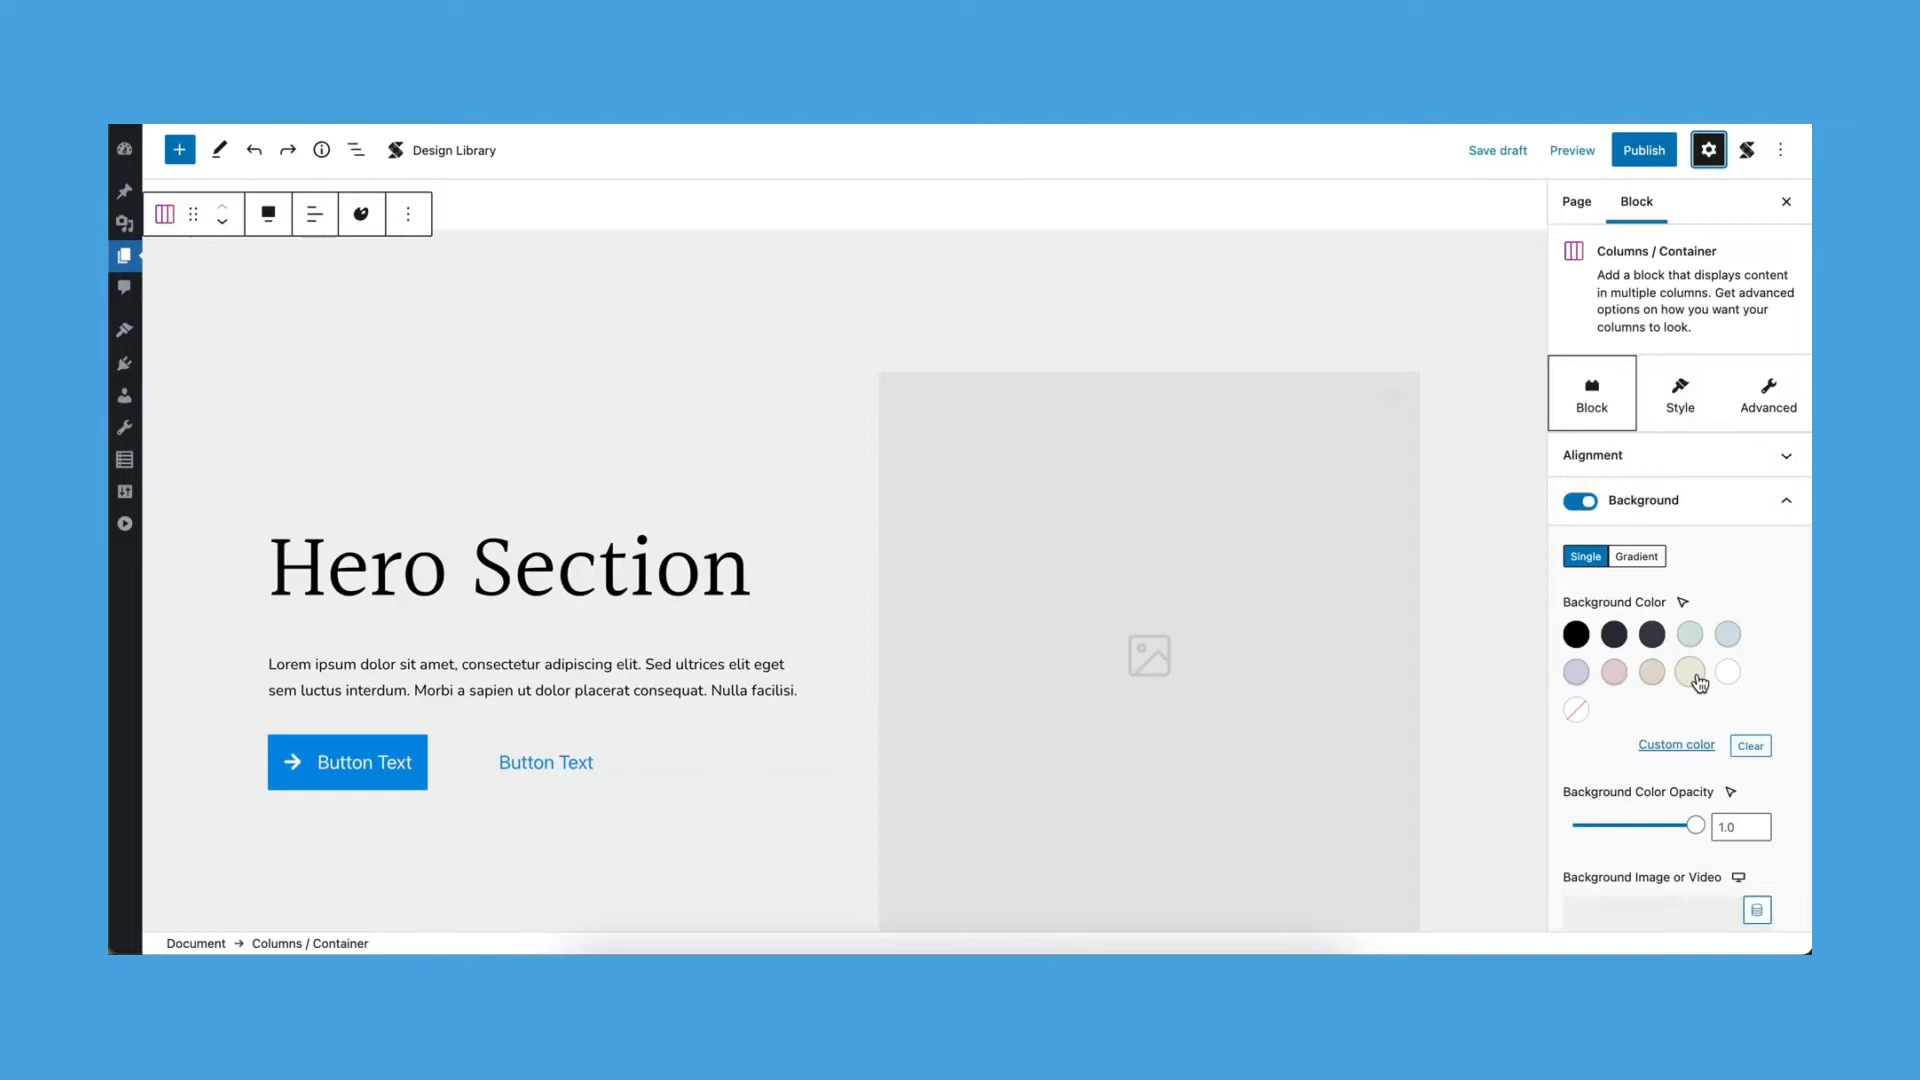 Design Library
Save draft
Preview
Publish
Page
Block
Columns / Container
Add a block that displays content
in multiple columns. Get advanced
options on how you want your
columns to look.
Block
Style
Advanced
Alignment
Background
Single
Gradient
Background Color
Custom color
Clear
Background Color Opacity
1.0
Background Image or Video
Hero Section
Lorem ipsum dolor sit amet, consectetur adipiscing elit. Sed ultrices elit eget
sem luctus interdum. Morbi a sapien ut dolor placerat consequat. Nulla facilisi.
Button Text
Button Text
Document → Columns / Container